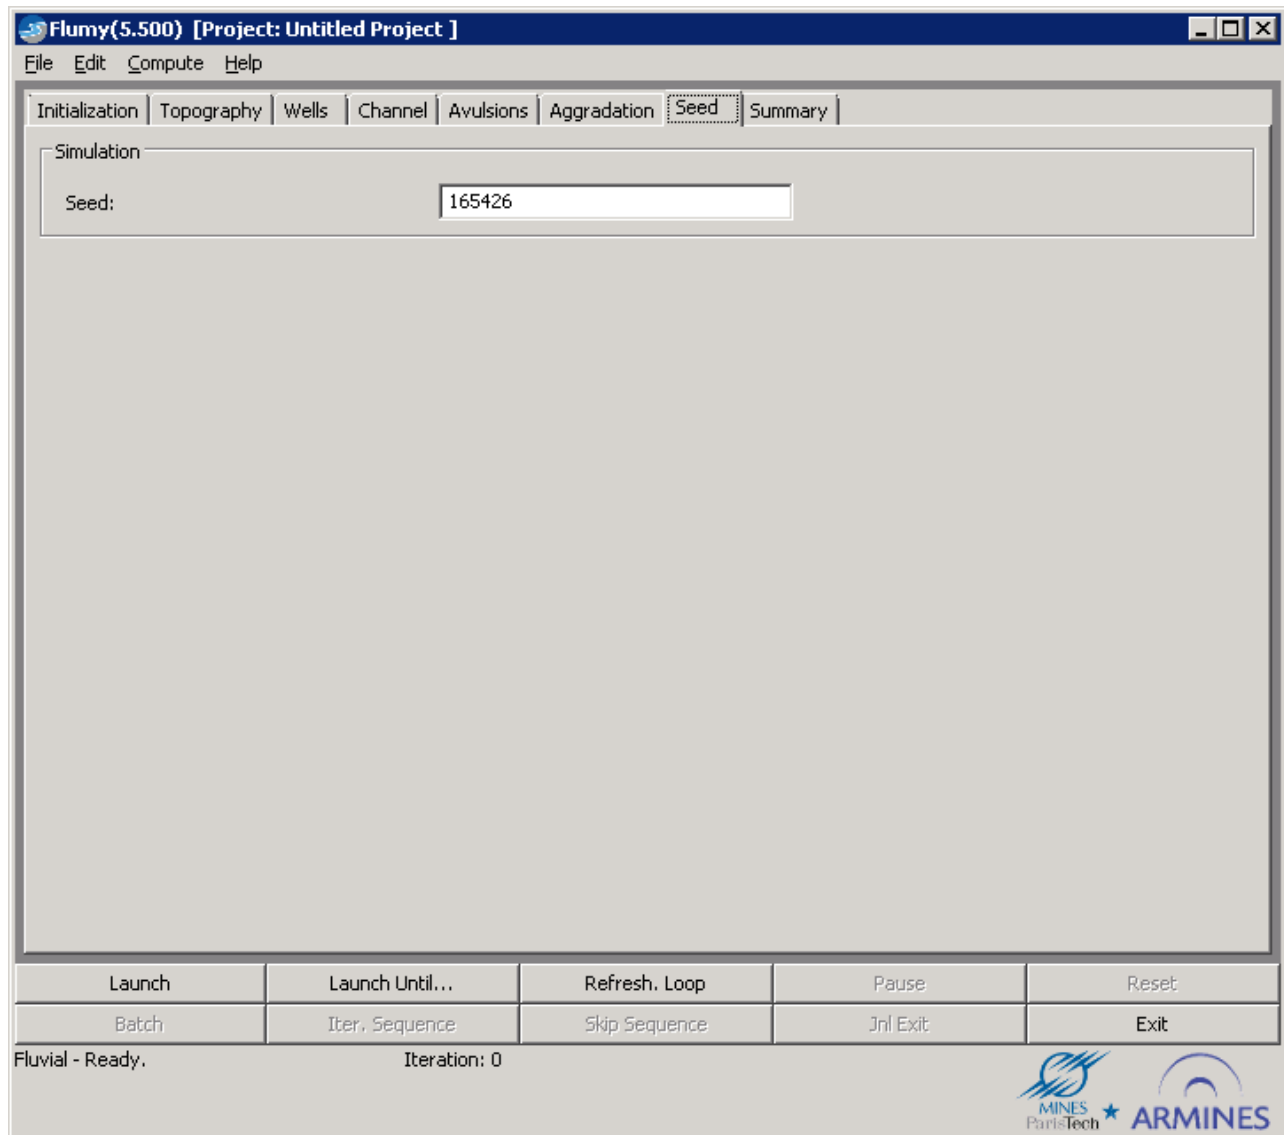 Flumy(5.500) [Project: Untitled Project ]
File Edit Compute Help
Initialization Topography Wells Channel Avulsions Aggradation Seed Summary
Simulation
Seed: 165426
Launch Launch Until... Refresh. Loop Pause Reset
Batch Iter. Sequence Skip Sequence Jnl Exit Exit
Fluvial - Ready. Iteration: 0
MINES
ParisTech ARMINES